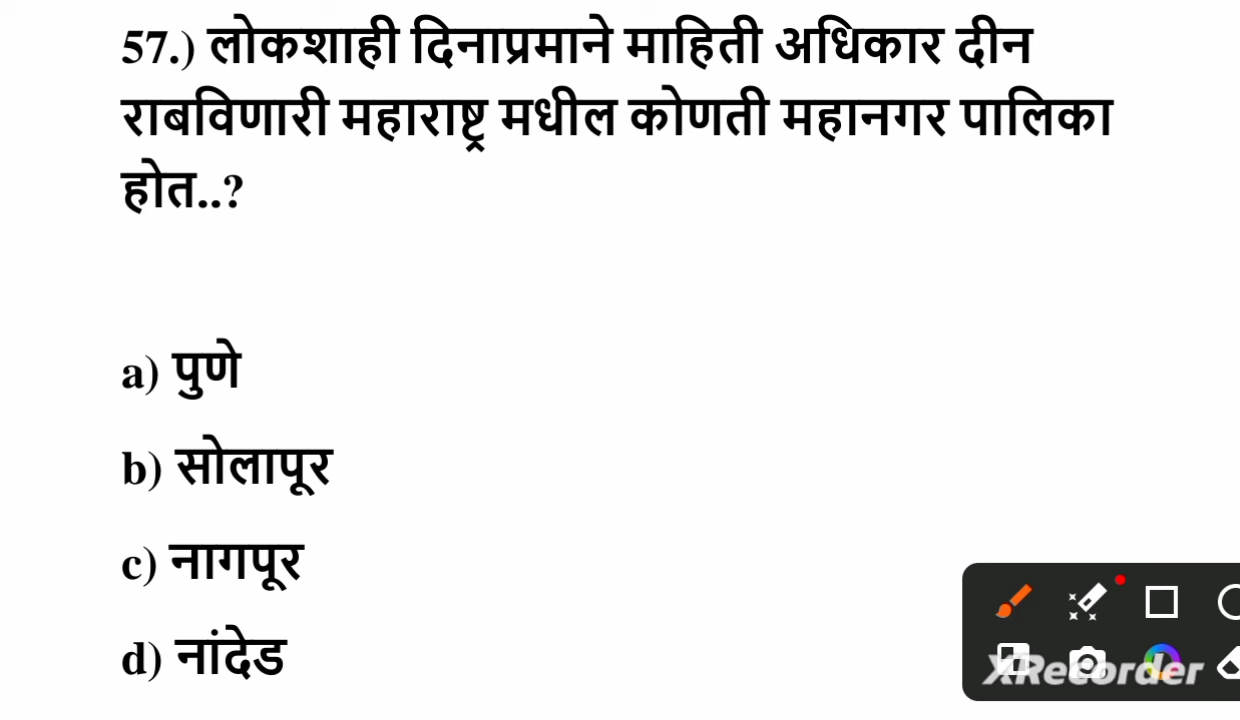 57.) लोकशाही दिनाप्रमाने माहिती अधिकार दीन
राबविणारी महाराष्ट्र मधील कोणती महानगर पालिका
होत..?
a) पुणे
b) सोलापूर
c) नागपूर
d) नांदेड
XRecorder